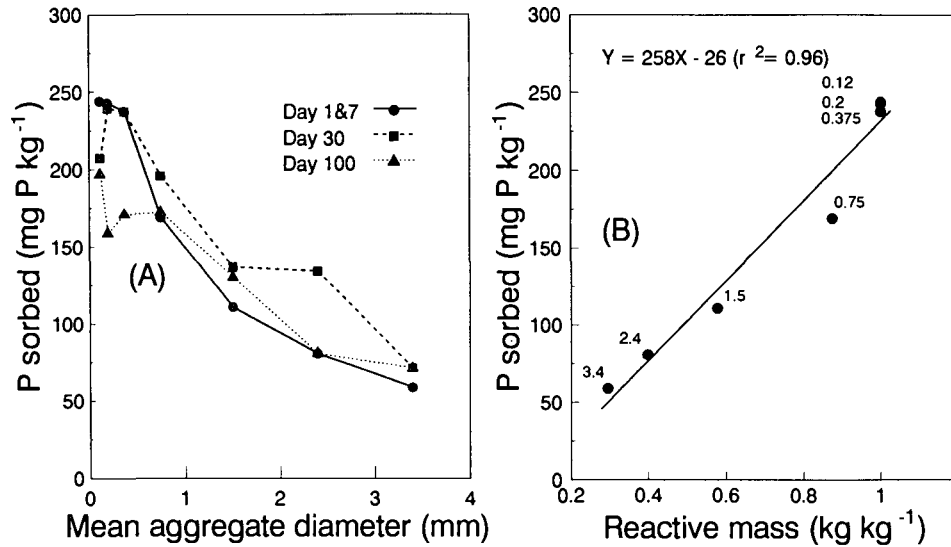 300
250
200
150
100
50
0
P sorbed (mg P kg⁻¹)
Day 1&7
Day 30
Day 100
(A)
0 1 2 3 4
Mean aggregate diameter (mm)
300
250
200
150
100
50
0
P sorbed (mg P kg⁻¹)
Y = 258X - 26 (r ²= 0.96)
0.12
0.2
0.375
0.75
(B)
1.5
2.4
3.4
0.2 0.4 0.6 0.8 1
Reactive mass (kg kg⁻¹)